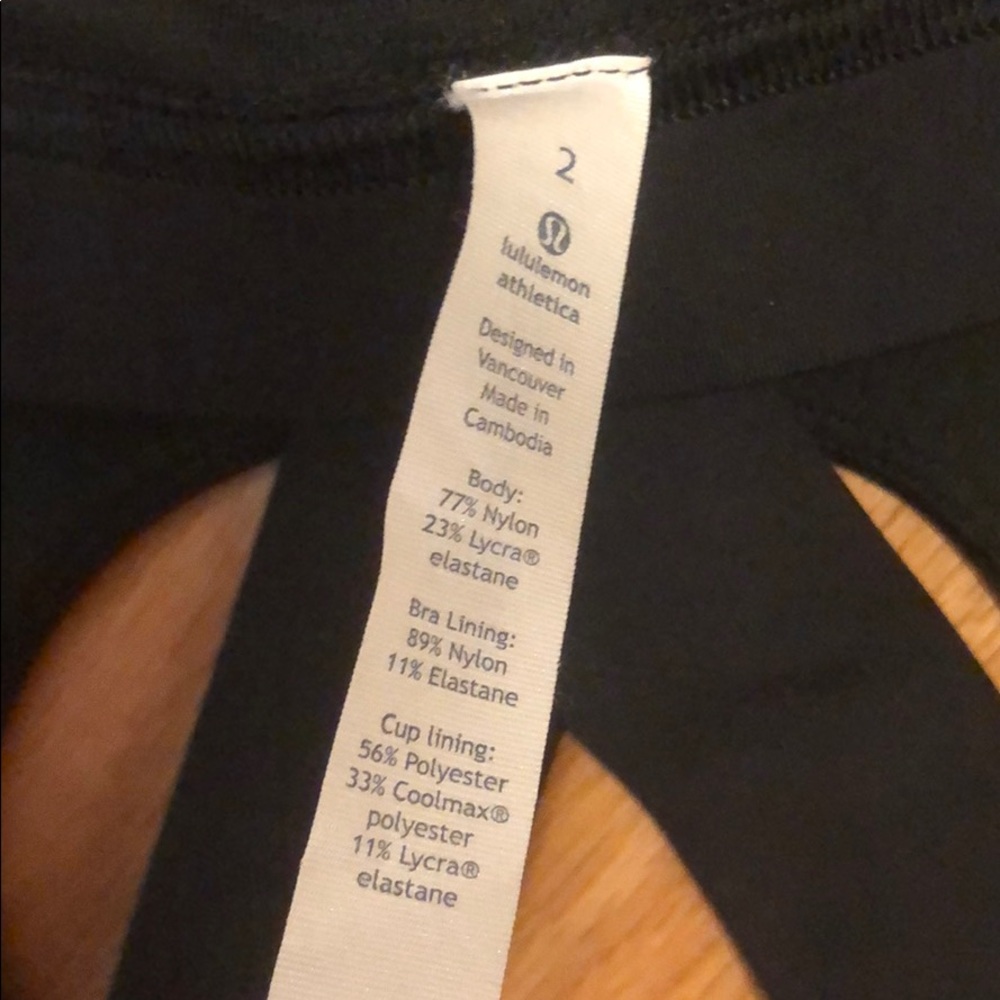 2
lululemon
athletica
Designed in
Vancouver
Made in
Cambodia
Body:
77% Nylon
23% Lycra®
elastane
Bra Lining:
89% Nylon
11% Elastane
Cup lining:
56% Polyester
33% Coolmax®
polyester
11% Lycra®
elastane